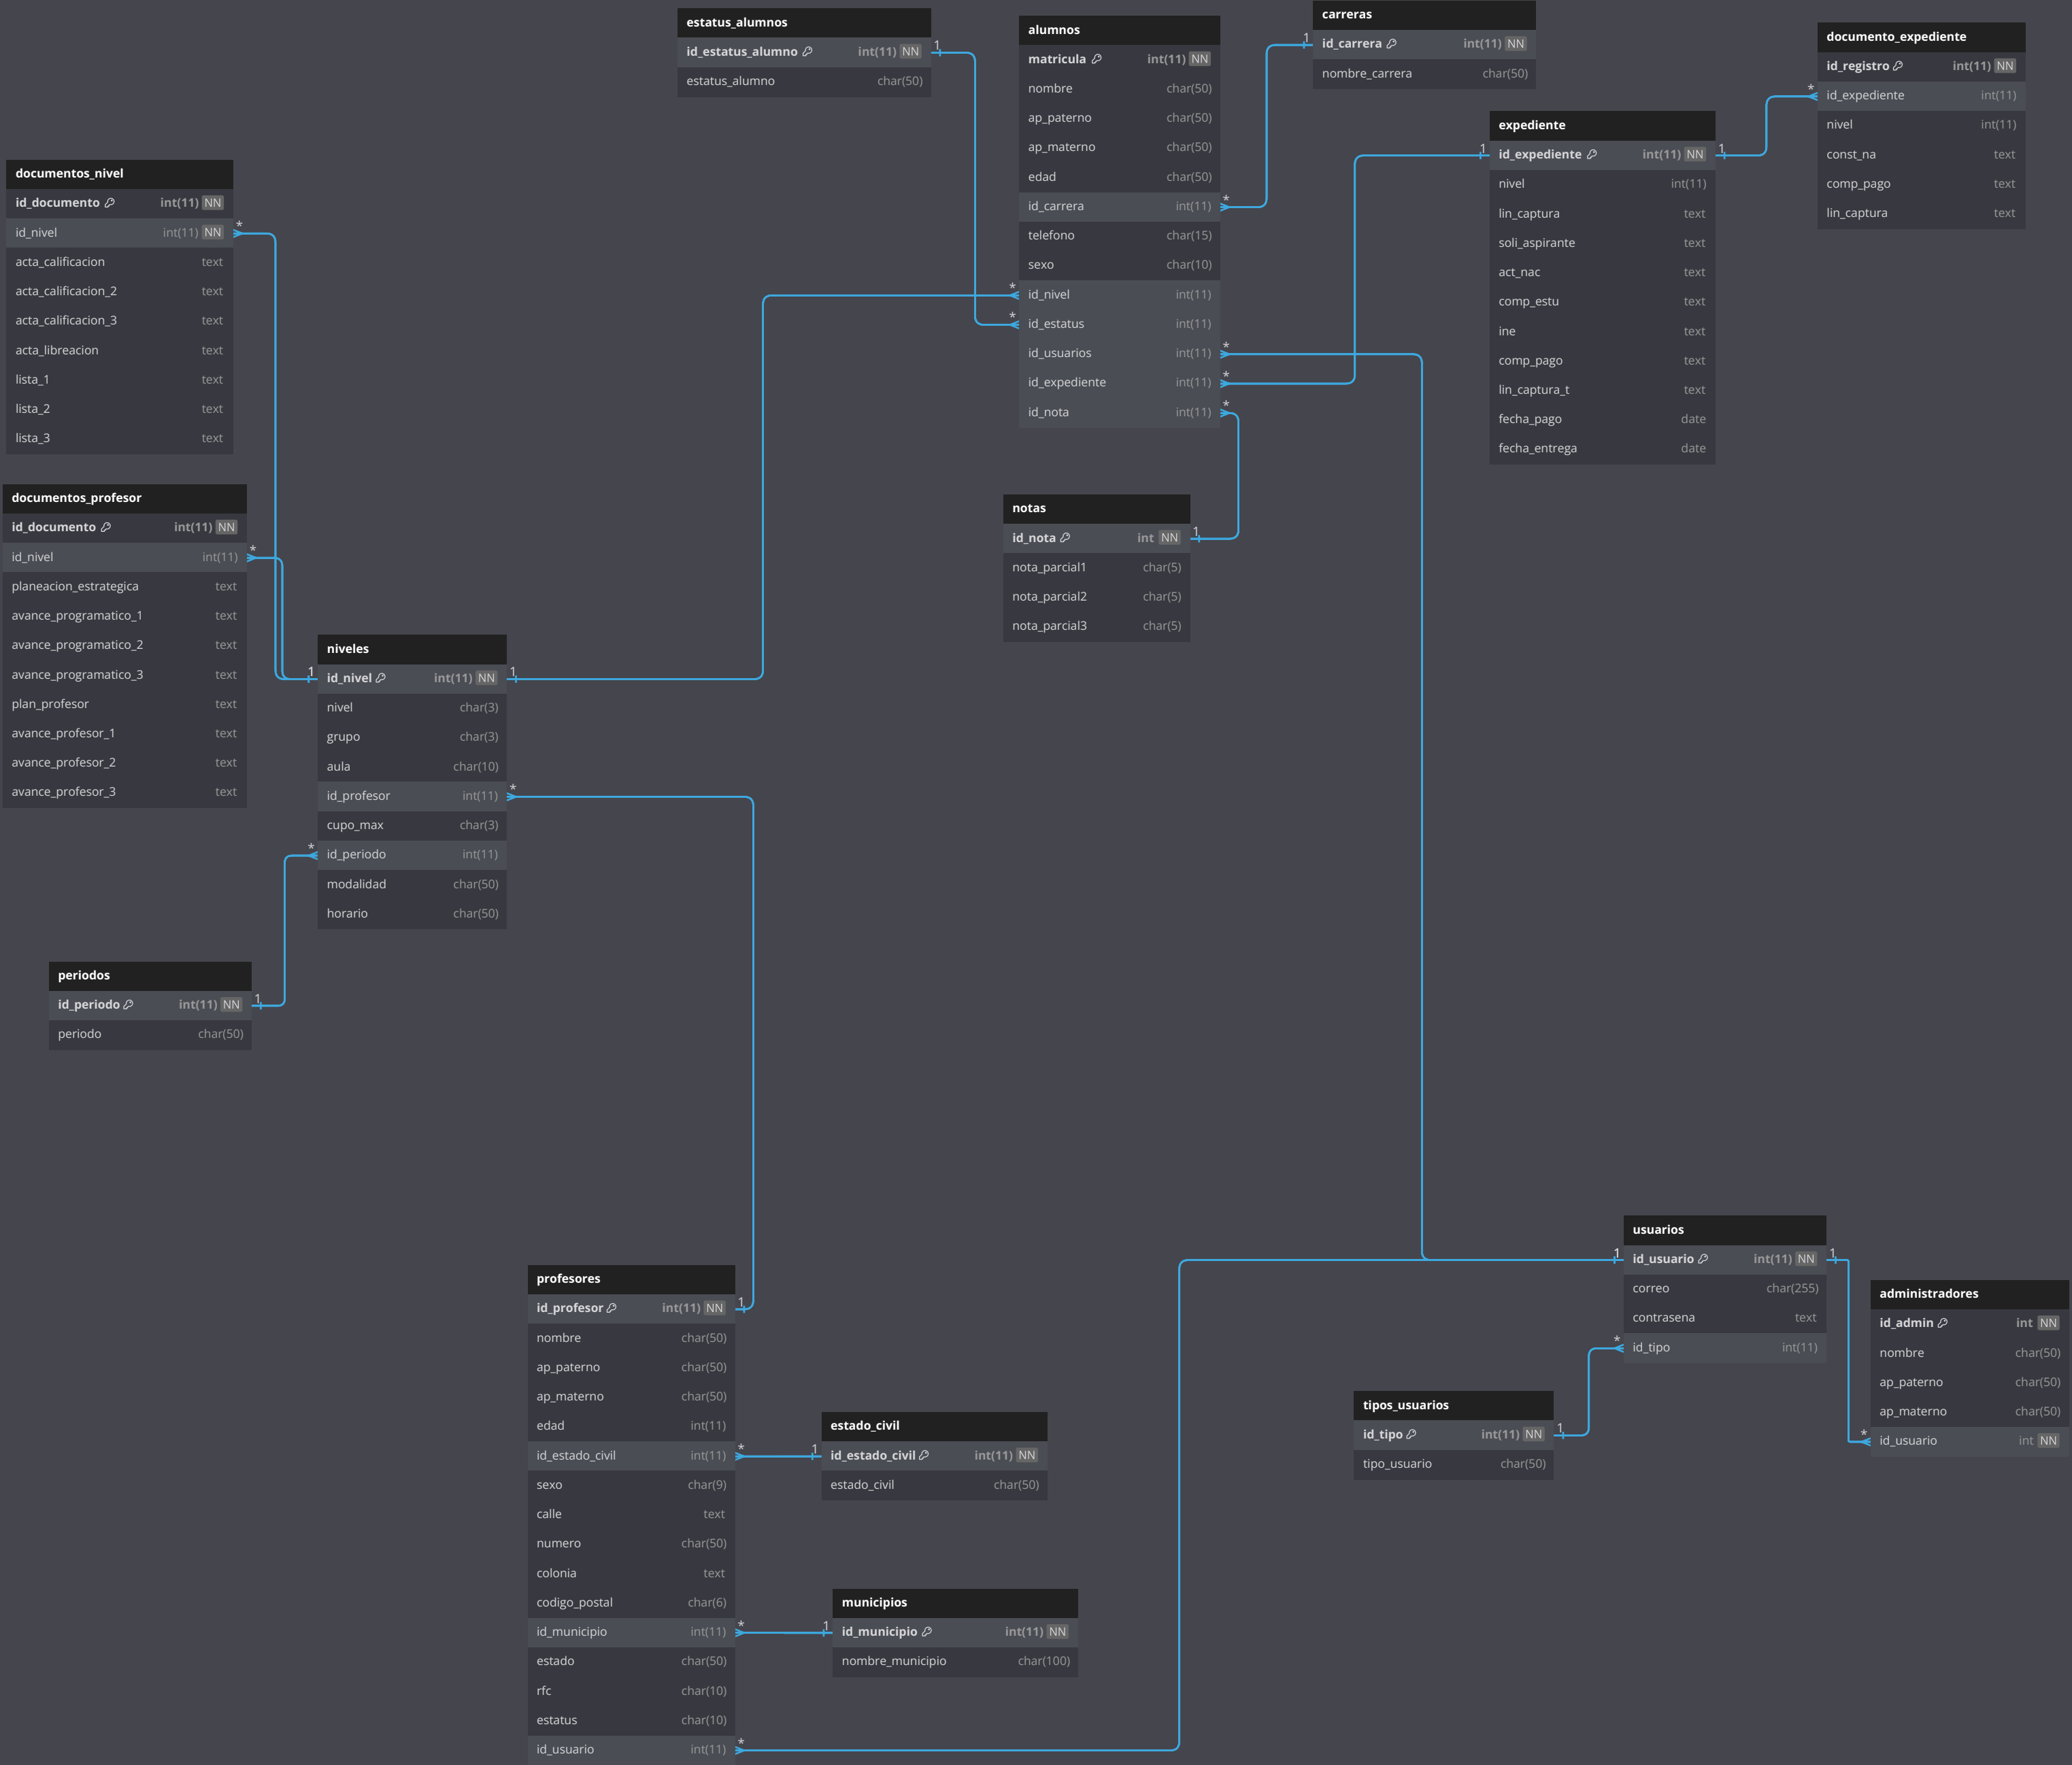 estatus_alumnos
id_estatus_alumno int(11) NN
estatus_alumno char(50)
1
alumnos
matricula int(11) NN
nombre char(50)
ap_paterno char(50)
ap_materno char(50)
edad char(50)
id_carrera int(11)
telefono char(15)
sexo char(10)
id_nivel int(11)
id_estatus int(11)
id_usuarios int(11)
id_expediente int(11)
id_nota int(11)
*
*
*
*
*
*
carreras
1
id_carrera int(11) NN
nombre_carrera char(50)
documento_expediente
id_registro int(11) NN
*
id_expediente int(11)
nivel int(11)
const_na text
comp_pago text
lin_captura text
expediente
1
id_expediente int(11) NN
1
nivel int(11)
lin_captura text
soli_aspirante text
act_nac text
comp_estu text
ine text
comp_pago text
lin_captura_t text
fecha_pago date
fecha_entrega date
documentos_nivel
id_documento int(11) NN
id_nivel int(11) NN
*
acta_calificacion text
acta_calificacion_2 text
acta_calificacion_3 text
acta_libreacion text
lista_1 text
lista_2 text
lista_3 text
documentos_profesor
id_documento int(11) NN
id_nivel int(11)
*
planeacion_estrategica text
avance_programatico_1 text
avance_programatico_2 text
avance_programatico_3 text
plan_profesor text
avance_profesor_1 text
avance_profesor_2 text
avance_profesor_3 text
notas
id_nota int NN
1
nota_parcial1 char(5)
nota_parcial2 char(5)
nota_parcial3 char(5)
niveles
1
id_nivel int(11) NN
1
nivel char(3)
grupo char(3)
aula char(10)
id_profesor int(11)
*
cupo_max char(3)
*
id_periodo int(11)
modalidad char(50)
horario char(50)
periodos
id_periodo int(11) NN
1
periodo char(50)
profesores
id_profesor int(11) NN
1
nombre char(50)
ap_paterno char(50)
ap_materno char(50)
edad int(11)
id_estado_civil int(11)
*
sexo char(9)
calle text
numero char(50)
colonia text
codigo_postal char(6)
id_municipio int(11)
*
estado char(50)
rfc char(10)
estatus char(10)
id_usuario int(11)
*
estado_civil
1
id_estado_civil int(11) NN
estado_civil char(50)
municipios
1
id_municipio int(11) NN
nombre_municipio char(100)
usuarios
1
id_usuario int(11) NN
1
correo char(255)
contrasena text
*
id_tipo int(11)
tipos_usuarios
id_tipo int(11) NN
1
tipo_usuario char(50)
administradores
id_admin int NN
nombre char(50)
ap_paterno char(50)
ap_materno char(50)
*
id_usuario int NN